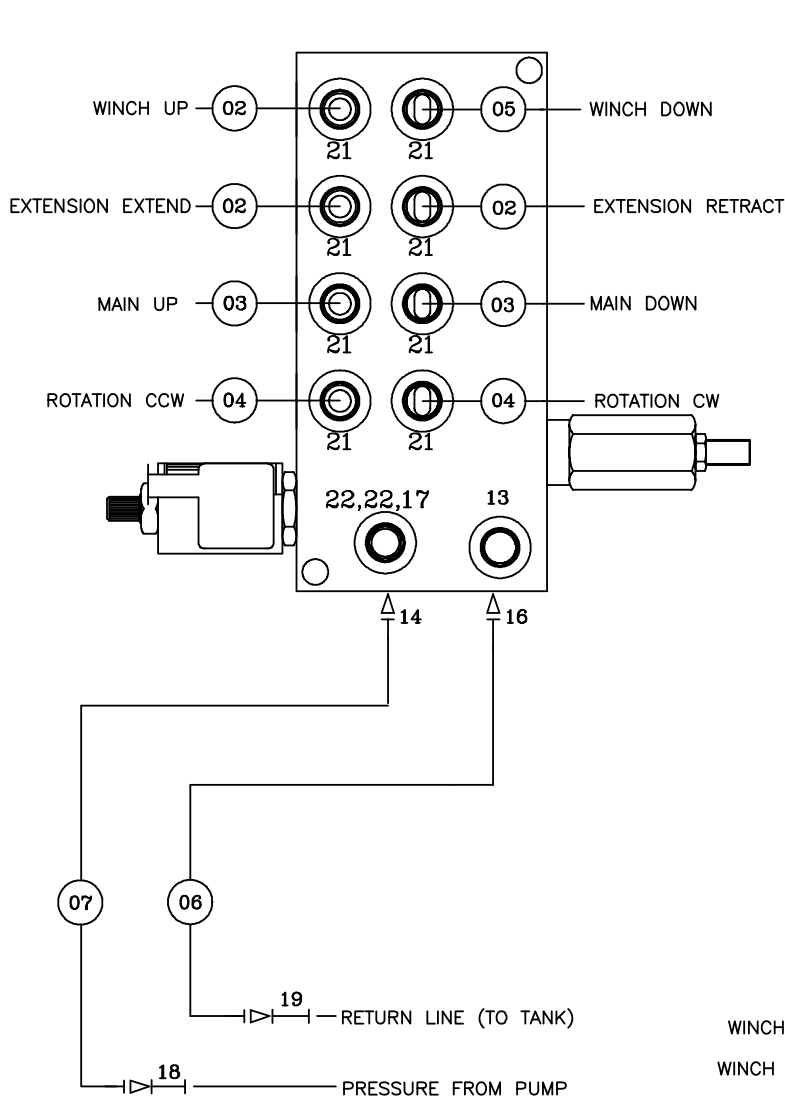 WINCH UP 02 05 WINCH DOWN
21 21
EXTENSION EXTEND 02 02 EXTENSION RETRACT
21 21
MAIN UP 03 03 MAIN DOWN
21 21
ROTATION CCW 04 04 ROTATION CW
21 21
22,22,17 13
14 16
07 06
19
RETURN LINE (TO TANK)
WINCH
18
WINCH
PRESSURE FROM PUMP